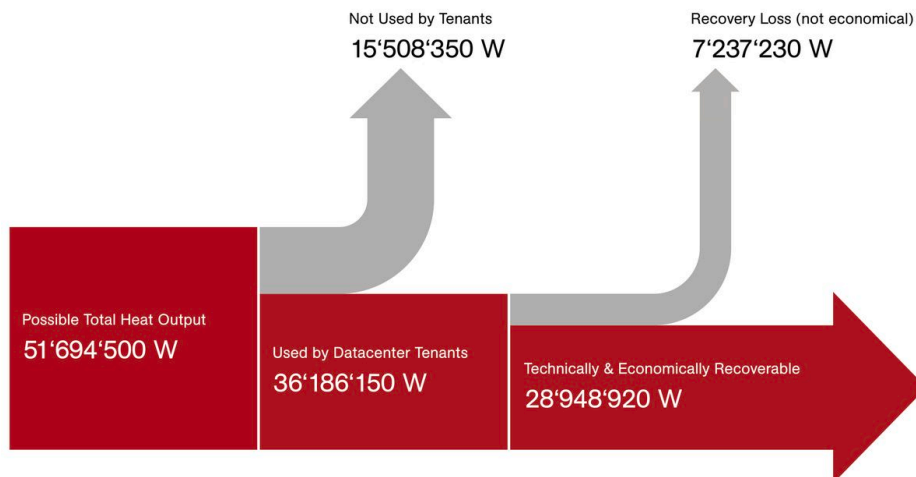 Not Used by Tenants
15‘508‘350 W
Recovery Loss (not economical)
7‘237‘230 W
Possible Total Heat Output
51‘694‘500 W
Used by Datacenter Tenants
36‘186‘150 W
Technically & Economically Recoverable
28‘948‘920 W